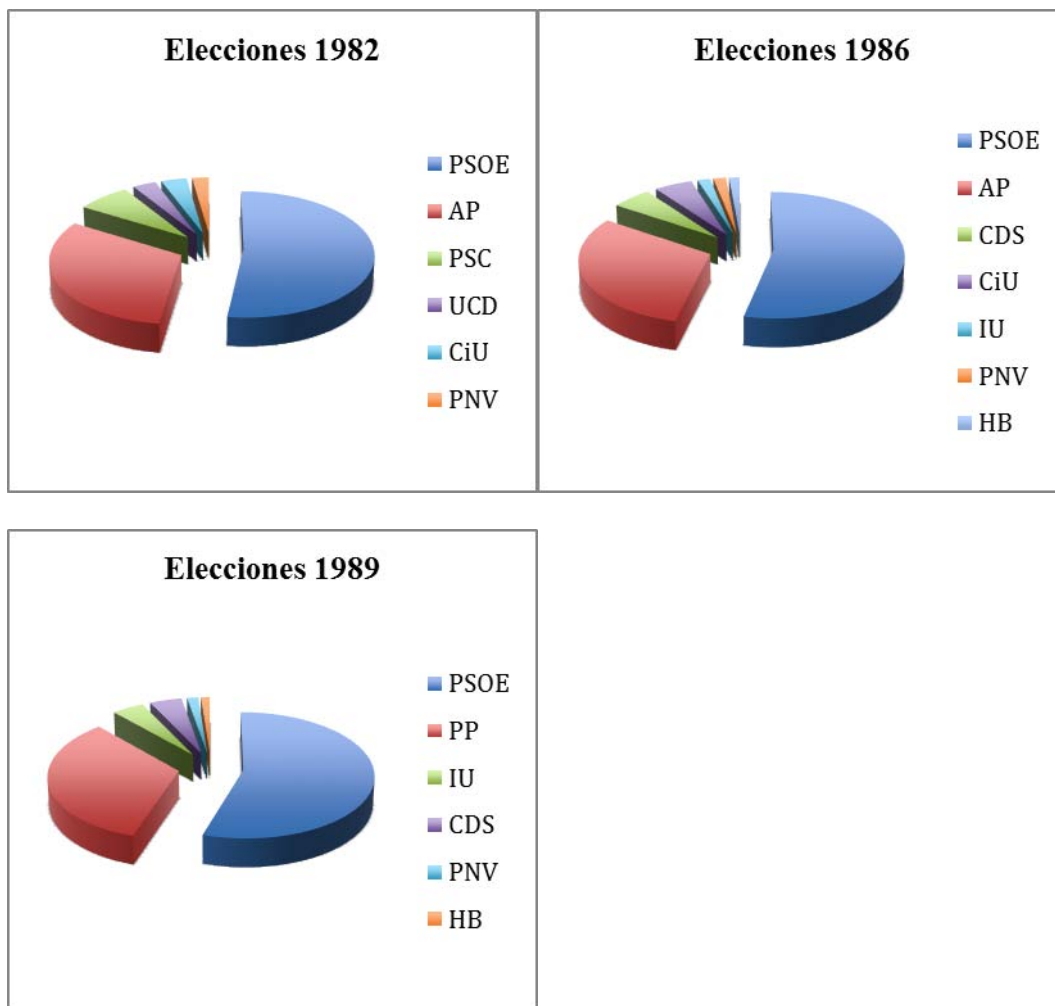 Elecciones 1982
PSOE
AP
PSC
UCD
CiU
PNV
Elecciones 1986
PSOE
AP
CDS
CiU
IU
PNV
HB
Elecciones 1989
PSOE
PP
IU
CDS
PNV
HB